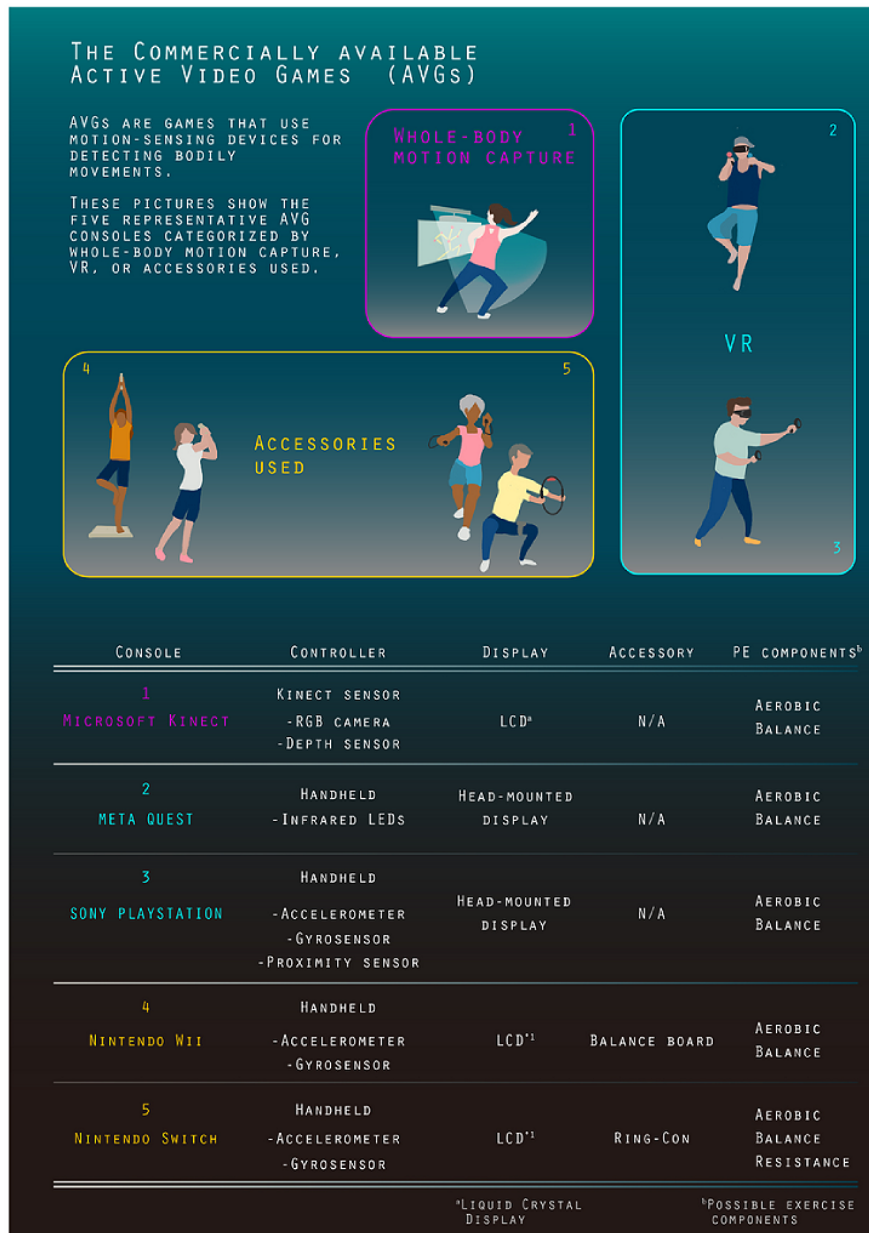 The Commercially available
Active Video Games (AVGs)
AVGs are games that use
motion-sensing devices for
detecting bodily
movements.
These pictures show the
five representative AVG
consoles categorized by
whole-body motion capture,
VR, or accessories used.
Whole-body
motion capture
1
2
VR
3
4
5
Accessories
used
Console Controller Display Accessory PE components^b
1
Microsoft Kinect
Kinect sensor
-RGB camera
-Depth sensor
LCD^a
N/A
Aerobic
Balance
2
Meta Quest
Handheld
-Infrared LEDs
Head-mounted
display
N/A
Aerobic
Balance
3
Sony PlayStation
Handheld
-Accelerometer
-Gyrosensor
-Proximity sensor
Head-mounted
display
N/A
Aerobic
Balance
4
Nintendo Wii
Handheld
-Accelerometer
-Gyrosensor
LCD*1
Balance board
Aerobic
Balance
5
Nintendo Switch
Handheld
-Accelerometer
-Gyrosensor
LCD*1
Ring-Con
Aerobic
Balance
Resistance
^aLiquid Crystal
Display
^bPossible exercise
components